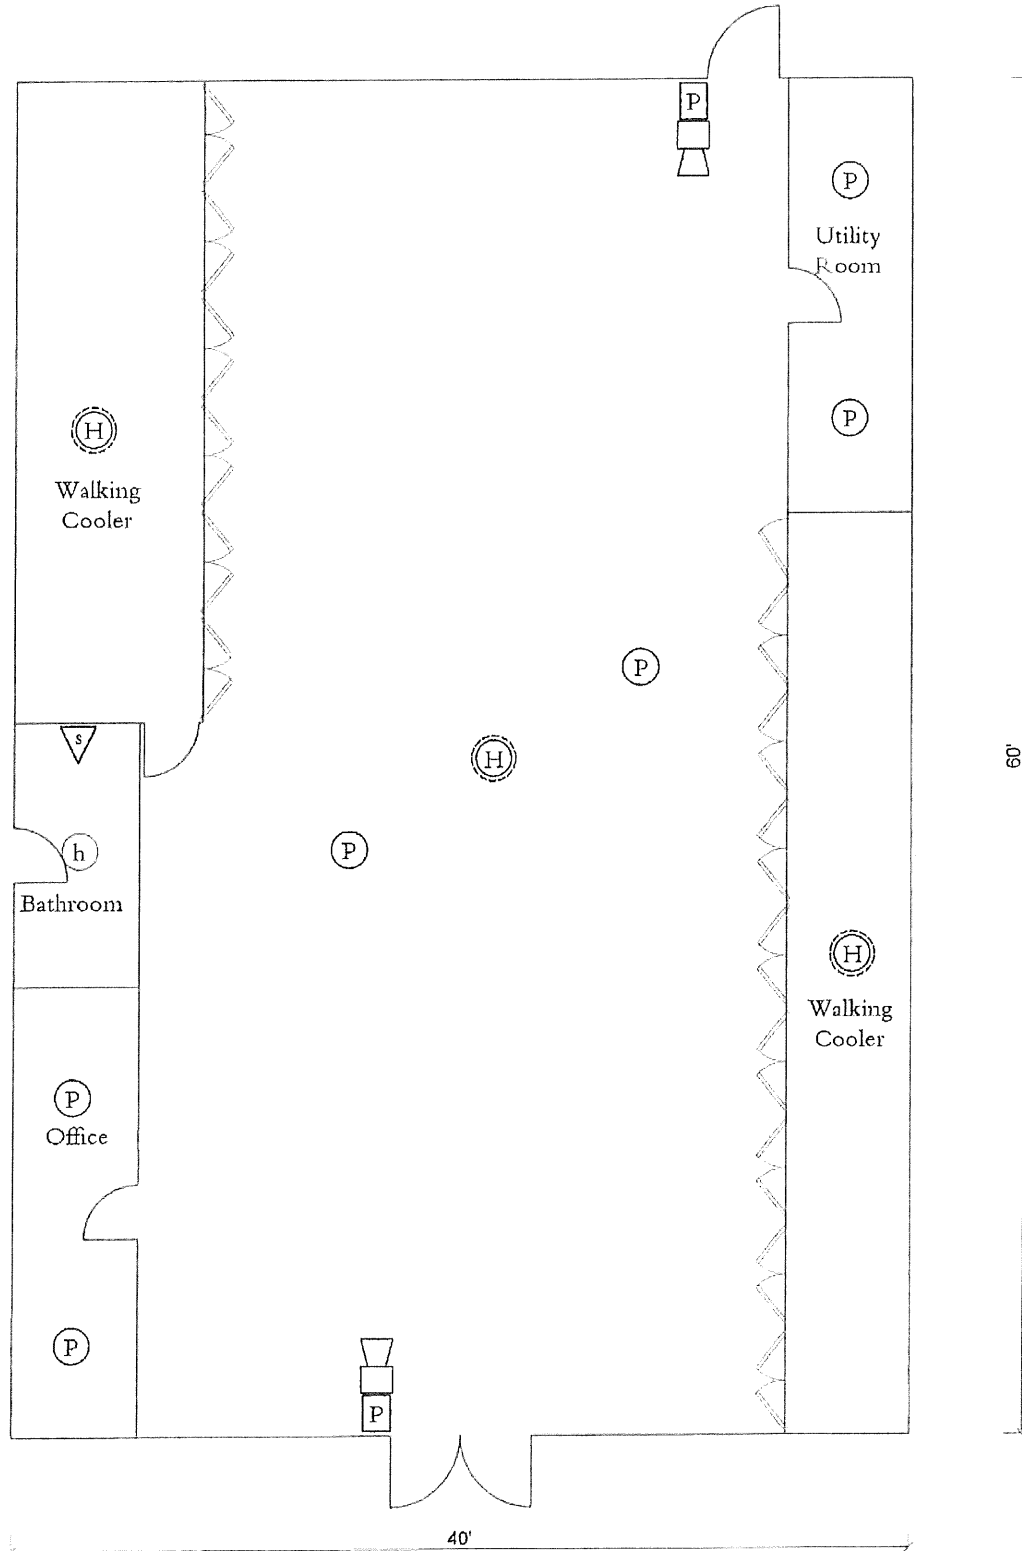 P
P
Utility
Room
H
Walking
Cooler
P
P
s
H
60'
P
h
Bathroom
H
Walking
Cooler
P
Office
P
P
40'